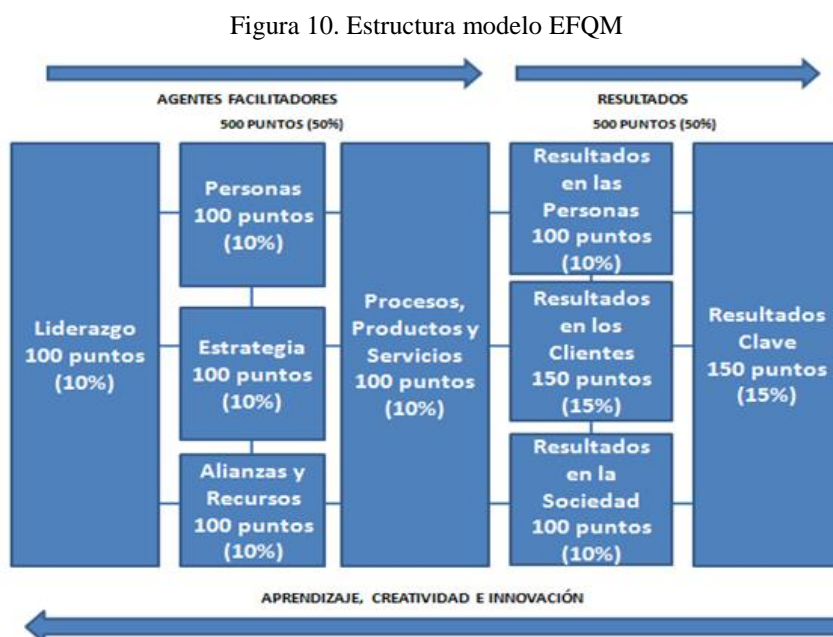 Figura 10. Estructura modelo EFQM
AGENTES FACILITADORES
500 PUNTOS (50%)
RESULTADOS
500 PUNTOS (50%)
Liderazgo
100 puntos
(10%)
Personas
100 puntos
(10%)
Estrategia
100 puntos
(10%)
Alianzas y
Recursos
100 puntos
(10%)
Procesos,
Productos y
Servicios
100 puntos
(10%)
Resultados
en las
Personas
100 puntos
(10%)
Resultados
en los
Clientes
150 puntos
(15%)
Resultados
en la
Sociedad
100 puntos
(10%)
Resultados
Clave
150 puntos
(15%)
APRENDIZAJE, CREATIVIDAD E INNOVACIÓN